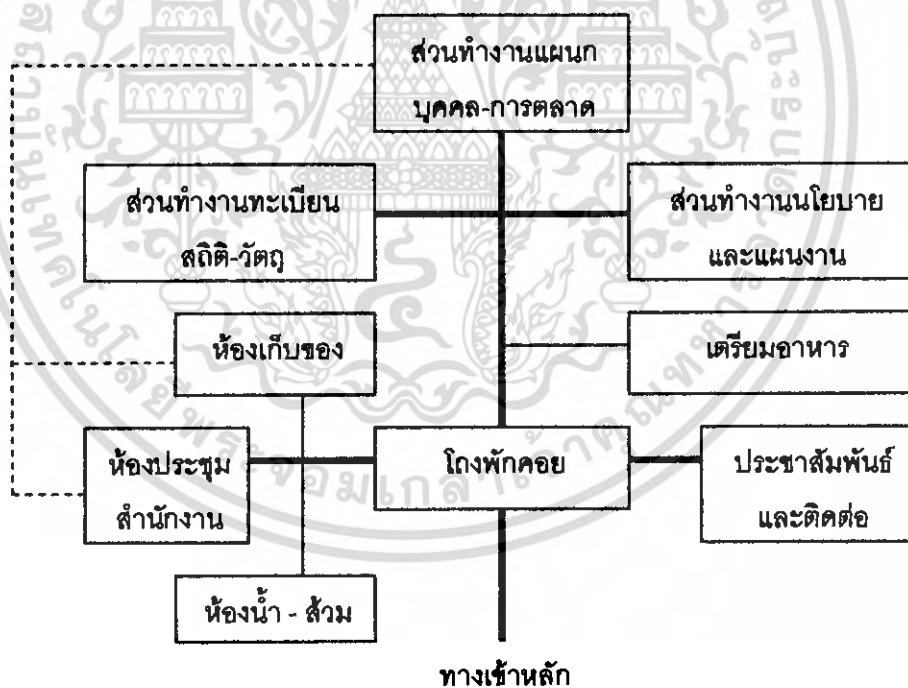 ส่วนทำงานแผนก
บุคคล-การตลาด
ส่วนทำงานทะเบียน
สถิติ-วัตถุ
ส่วนทำงานนโยบาย
และแผนงาน
ห้องเก็บของ
เตรียมอาหาร
ห้องประชุม
สำนักงาน
โถงพักคอย
ประชาสัมพันธ์
และติดต่อ
ห้องน้ำ - ส้วม
ทางเข้าหลัก